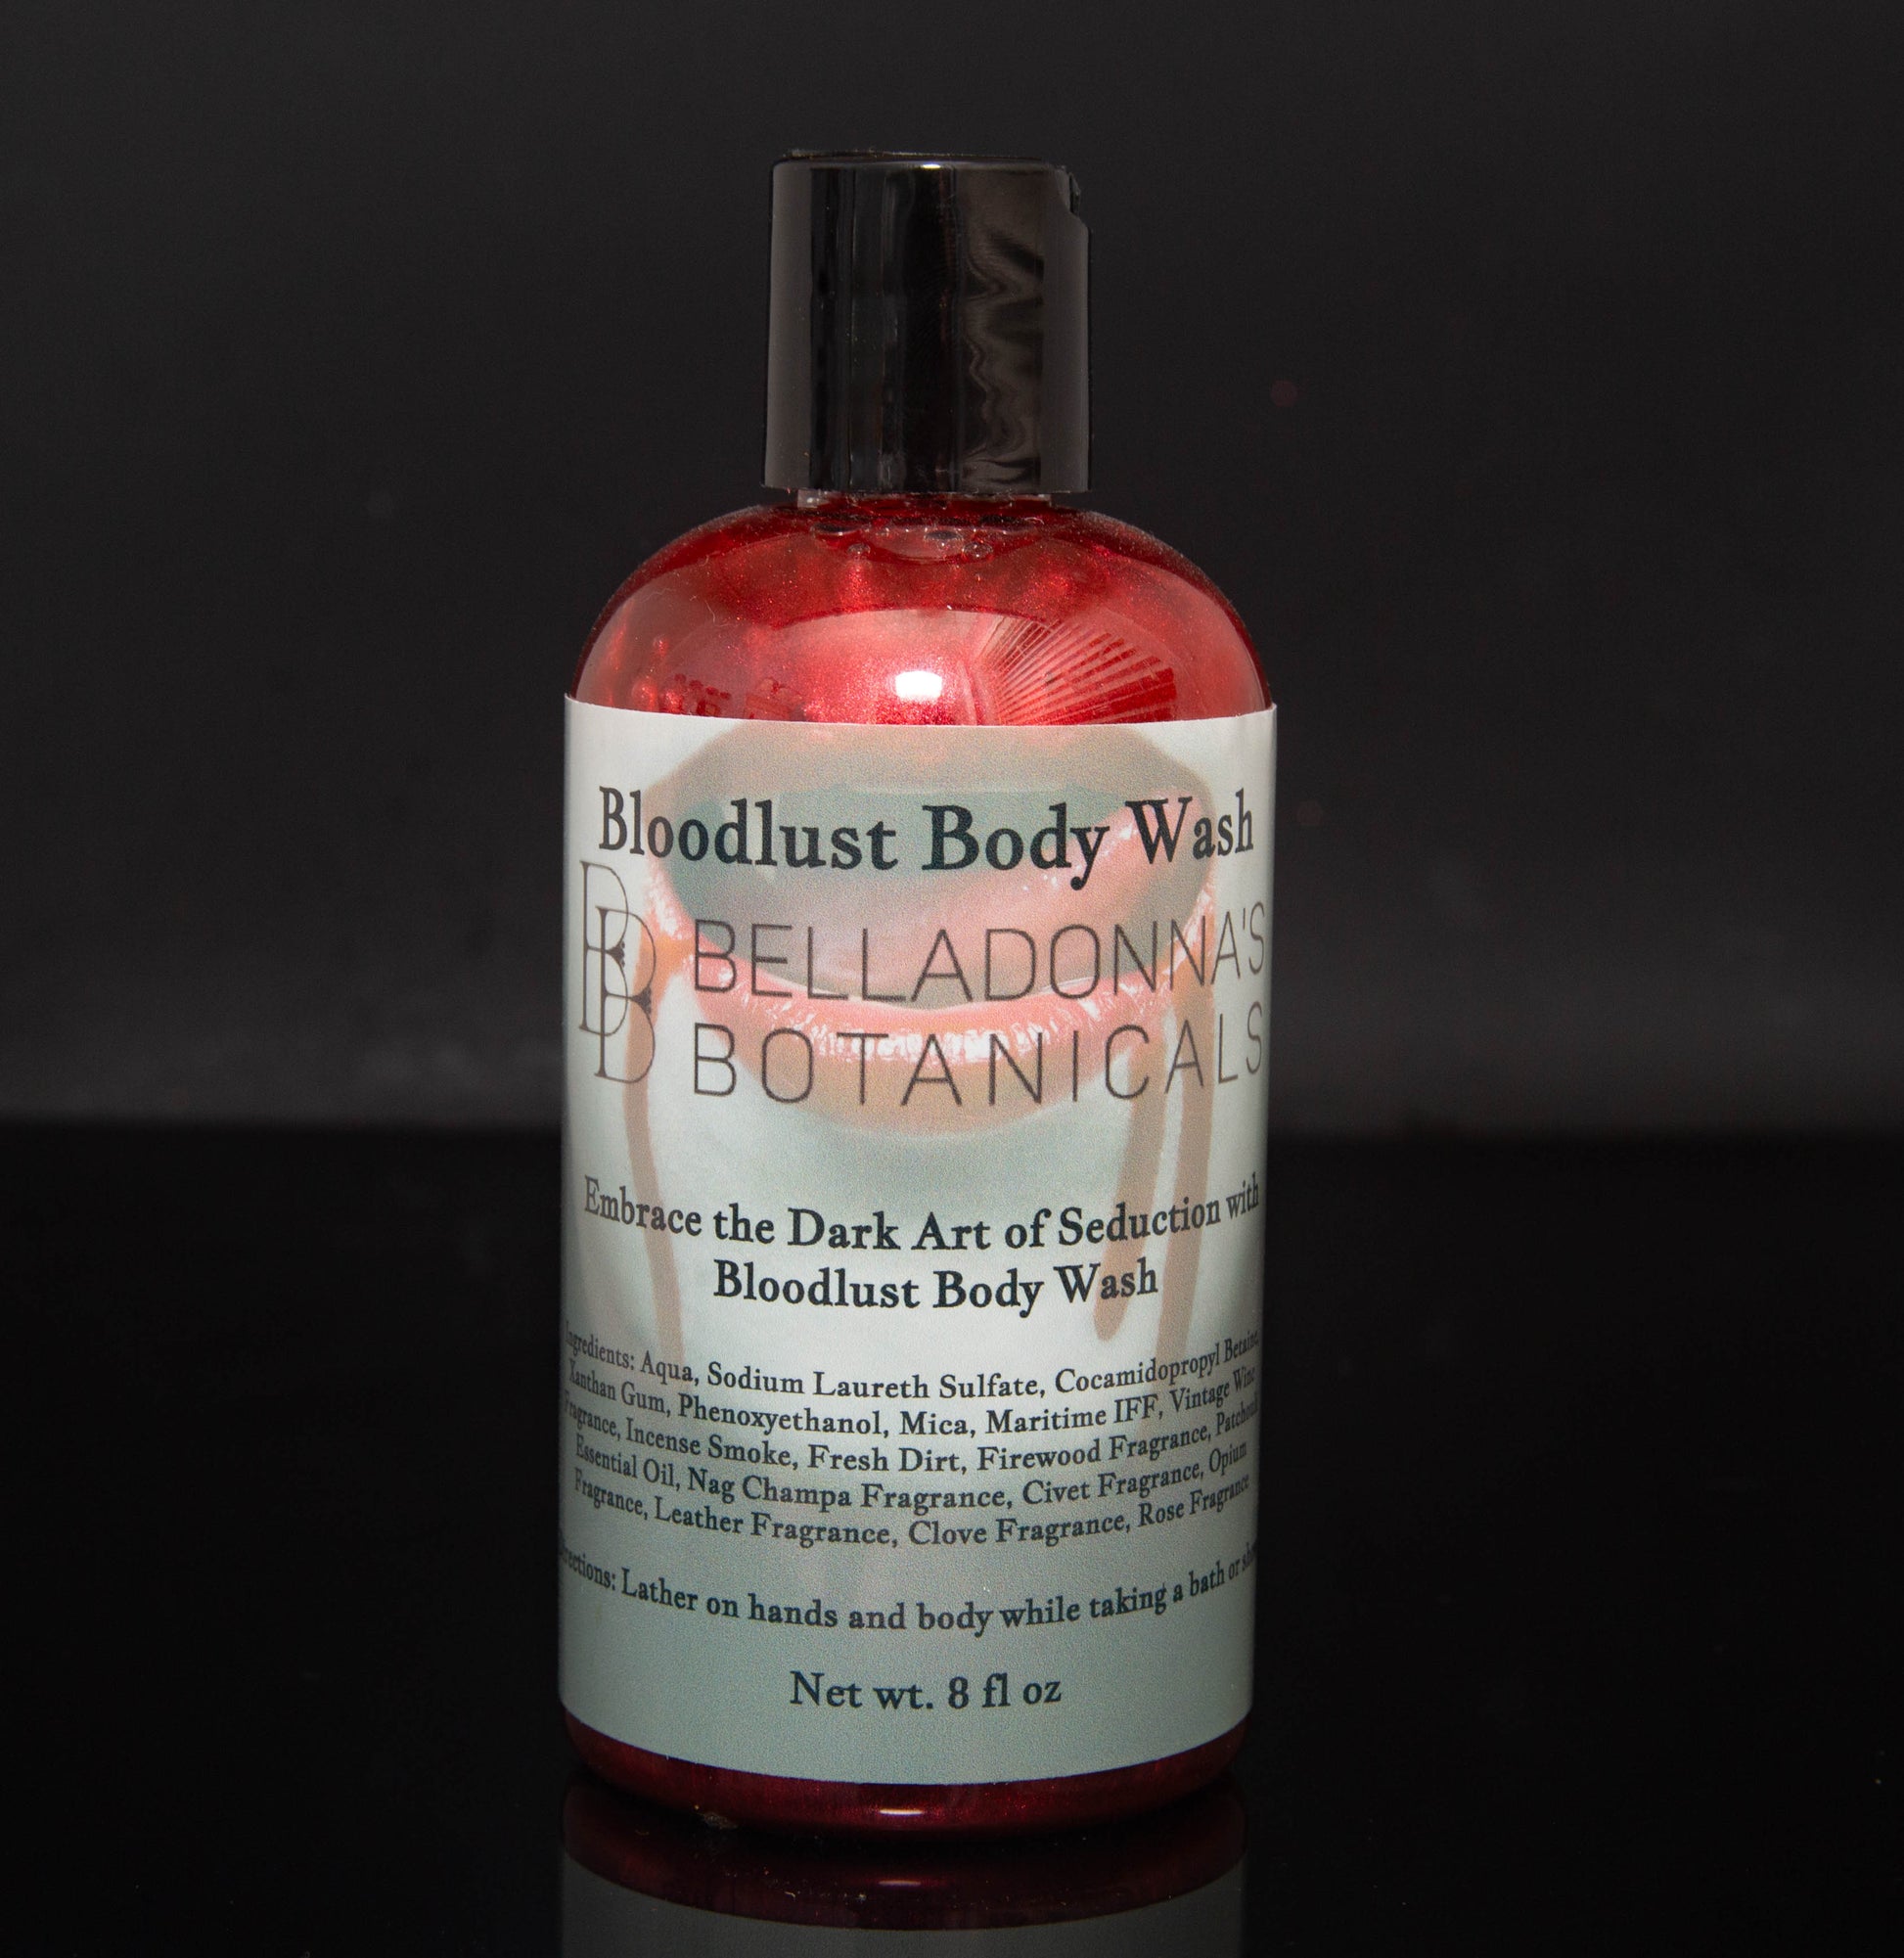 Bloodlust Body Wash
BB
BELLADONNA'S
BOTANICALS
Embrace the Dark Art of Seduction with
Bloodlust Body Wash
Ingredients: Aqua, Sodium Laureth Sulfate, Cocamidopropyl Betaine,
Xanthan Gum, Phenoxyethanol, Mica, Maritime IFF, Vintage Wine
Fragrance, Incense Smoke, Fresh Dirt, Firewood Fragrance, Patchouli
Essential Oil, Nag Champa Fragrance, Civet Fragrance, Opium
Fragrance, Leather Fragrance, Clove Fragrance, Rose Fragrance
Directions: Lather on hands and body while taking a bath or
Net wt. 8 fl oz